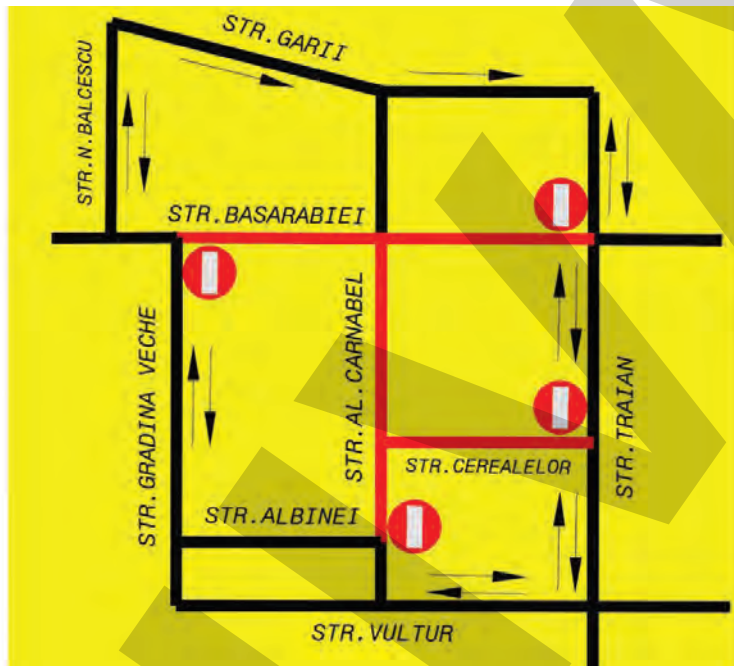 STR.GARII
STR.N.BALCESCU
STR.BASARABIEI
STR.GRADINA VECHE
STR.AL.CARNABEL
STR.TRAIAN
STR.CEREALELOR
STR.ALBINEI
STR.VULTUR